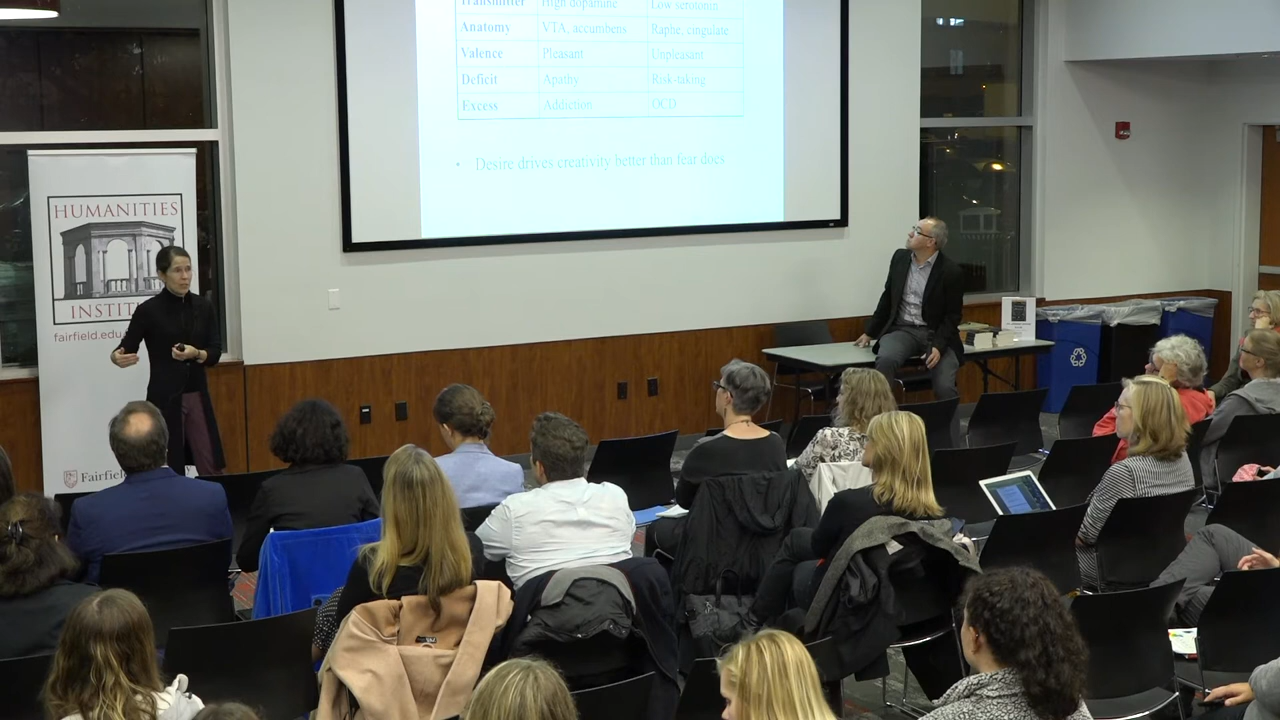 Transmitter High dopamine Low serotonin
Anatomy VTA, accumbens Raphe, cingulate
Valence Pleasant Unpleasant
Deficit Apathy Risk-taking
Excess Addiction OCD
• Desire drives creativity better than fear does
HUMANITIES
INSTIT
fairfield.edu
Fairfield